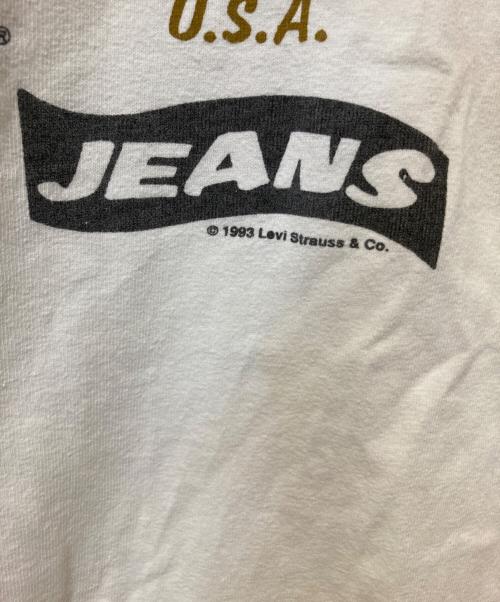 U.S.A.
®
JEANS
© 1993 Levi Strauss & Co.